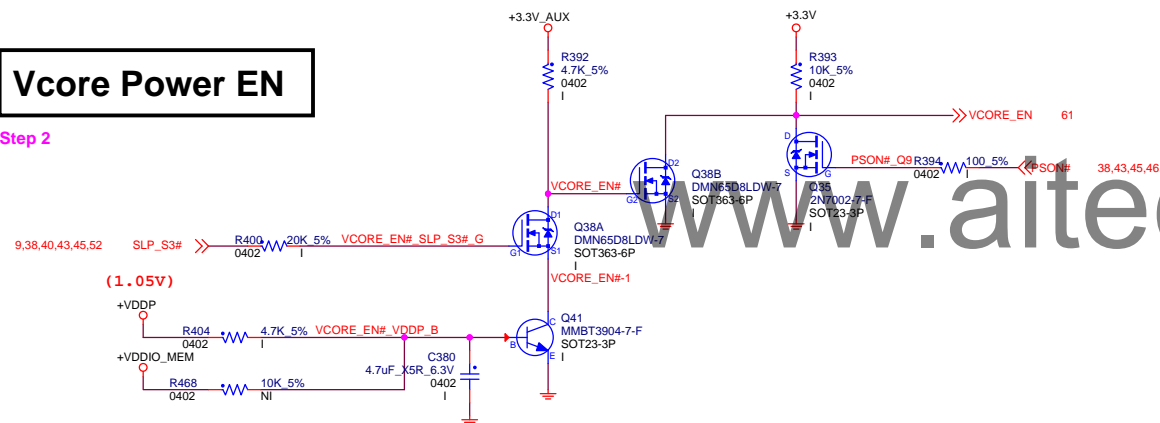 +3.3V_AUX
+3.3V
Vcore Power EN
Step 2
R392
4.7K_5%
0402
I
R393
10K_5%
0402
I
VCORE_EN 61
D
S
G
PSON#_Q9
R394
100_5%
0402
I
PSON# 38,43,45,46
Q35
2N7002-7-F
SOT23-3P
I
D2
G2
S2
Q38B
DMN65D8LDW-7
SOT363-6P
I
VCORE_EN#
www.aitec
D1
G1
S1
Q38A
DMN65D8LDW-7
SOT363-6P
I
9,38,40,43,45,52 SLP_S3#
R400
20K_5%
0402
I
VCORE_EN#_SLP_S3#_G
VCORE_EN#-1
(1.05V)
+VDDP
R404
4.7K_5%
0402
I
VCORE_EN#_VDDP_B
C
B
E
Q41
MMBT3904-7-F
SOT23-3P
I
+VDDIO_MEM
R468
10K_5%
0402
NI
C380
4.7uF_X5R_6.3V
0402
I